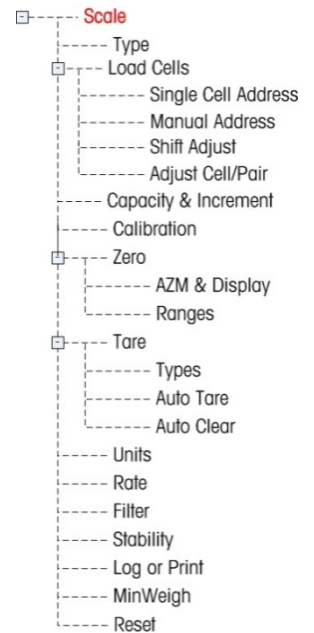 Scale
Type
Load Cells
Single Cell Address
Manual Address
Shift Adjust
Adjust Cell/Pair
Capacity & Increment
Calibration
Zero
AZM & Display
Ranges
Tare
Types
Auto Tare
Auto Clear
Units
Rate
Filter
Stability
Log or Print
MinWeigh
Reset